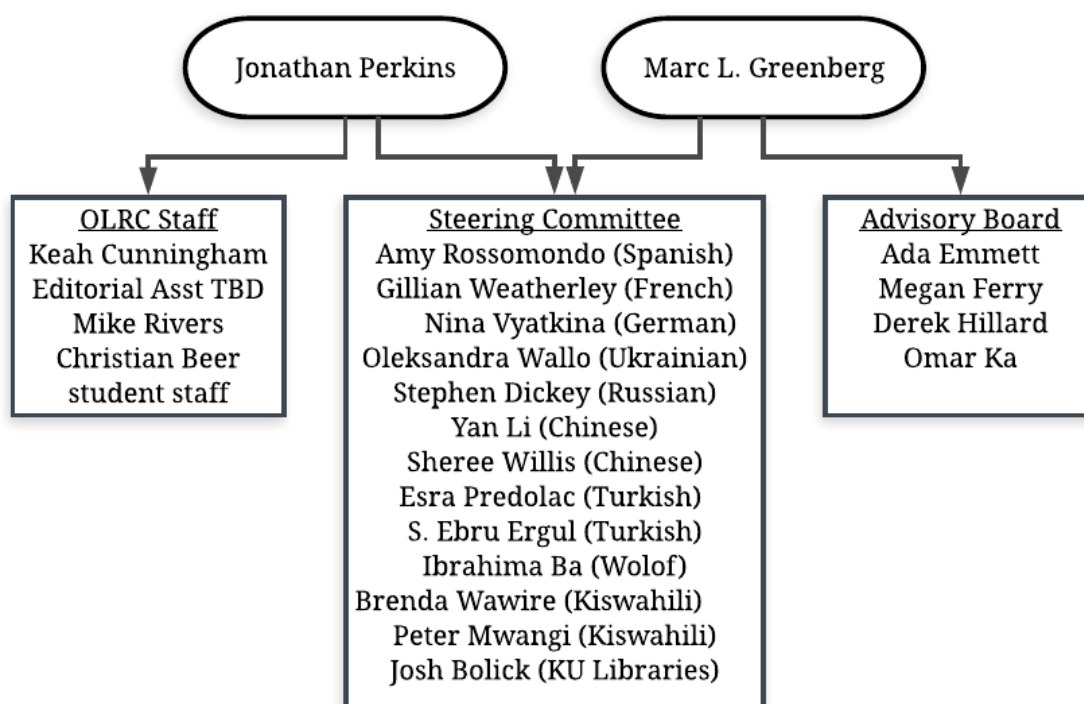 Jonathan Perkins
Marc L. Greenberg
OLRC Staff
Keah Cunningham
Editorial Asst TBD
Mike Rivers
Christian Beer
student staff
Steering Committee
Amy Rossomondo (Spanish)
Gillian Weatherley (French)
Nina Vyatkina (German)
Oleksandra Wallo (Ukrainian)
Stephen Dickey (Russian)
Yan Li (Chinese)
Sheree Willis (Chinese)
Esra Predolac (Turkish)
S. Ebru Ergul (Turkish)
Ibrahima Ba (Wolof)
Brenda Wawire (Kiswahili)
Peter Mwangi (Kiswahili)
Josh Bolick (KU Libraries)
Advisory Board
Ada Emmett
Megan Ferry
Derek Hillard
Omar Ka